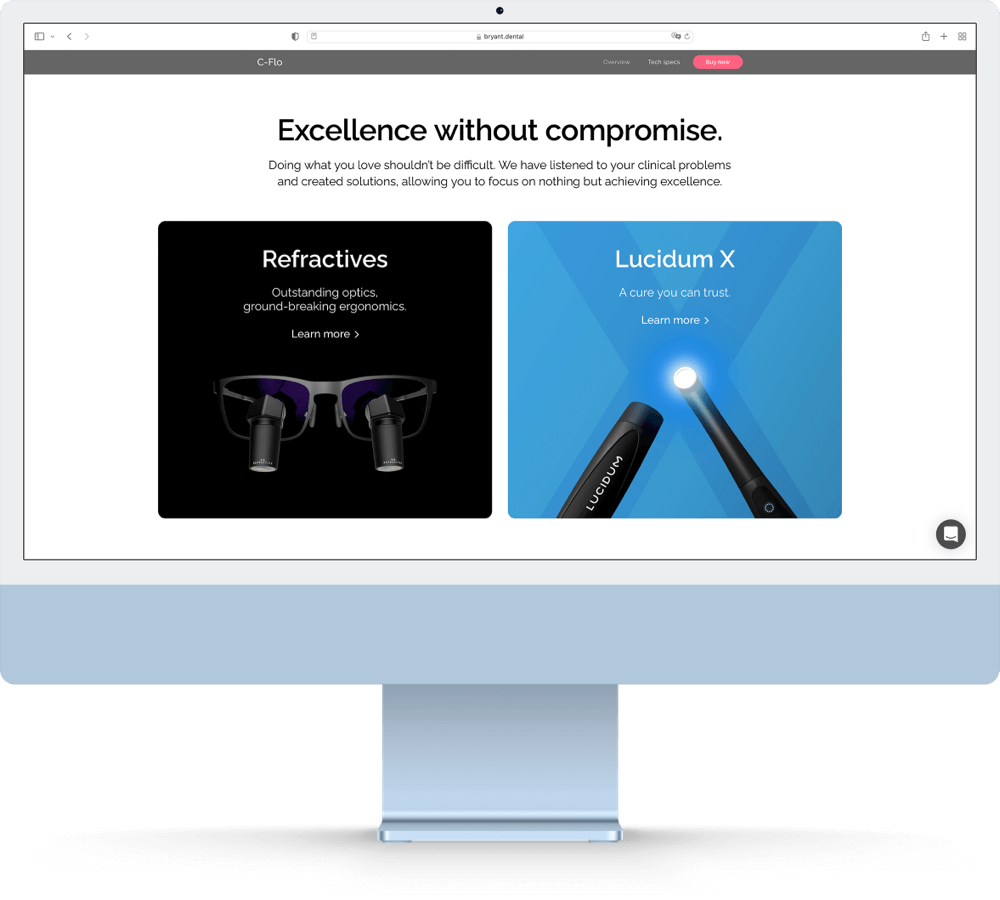 bryant.dental
C-Flo
Overview
Tech specs
Buy now
Excellence without compromise.
Doing what you love shouldn't be difficult. We have listened to your clinical problems
and created solutions, allowing you to focus on nothing but achieving excellence.
Refractives
Outstanding optics,
ground-breaking ergonomics.
Learn more >
Lucidum X
A cure you can trust.
Learn more >
LUCIDUM